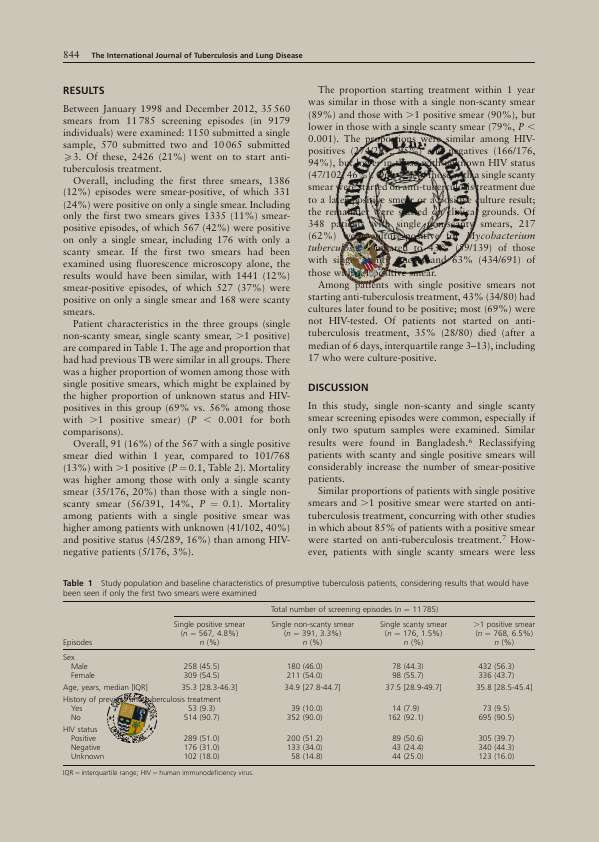 844 The International Journal of Tuberculosis and Lung Disease
RESULTS
Between January 1998 and December 2012, 35 560
smears from 11 785 screening episodes (in 9179
individuals) were examined: 1150 submitted a single
sample, 570 submitted two and 10 065 submitted
⩾3. Of these, 2426 (21%) went on to start anti-
tuberculosis treatment.
Overall, including the first three smears, 1386
(12%) episodes were smear-positive, of which 331
(24%) were positive on only a single smear. Including
only the first two smears gives 1335 (11%) smear-
positive episodes, of which 567 (42%) were positive
on only a single smear, including 176 with only a
scanty smear. If the first two smears had been
examined using fluorescence microscopy alone, the
results would have been similar, with 1441 (12%)
smear-positive episodes, of which 527 (37%) were
positive on only a single smear and 168 were scanty
smears.
Patient characteristics in the three groups (single
non-scanty smear, single scanty smear, >1 positive)
are compared in Table 1. The age and proportion that
had had previous TB were similar in all groups. There
was a higher proportion of women among those with
single positive smears, which might be explained by
the higher proportion of unknown status and HIV-
positives in this group (69% vs. 56% among those
with >1 positive smear) (P < 0.001 for both
comparisons).
Overall, 91 (16%) of the 567 with a single positive
smear died within 1 year, compared to 101/768
(13%) with >1 positive (P = 0.1, Table 2). Mortality
was higher among those with only a single scanty
smear (35/176, 20%) than those with a single non-
scanty smear (56/391, 14%, P = 0.1). Mortality
among patients with a single positive smear was
higher among patients with unknown (41/102, 40%)
and positive status (45/289, 16%) than among HIV-
negative patients (5/176, 3%).
The proportion starting treatment within 1 year
was similar in those with a single non-scanty smear
(89%) and those with >1 positive smear (90%), but
lower in those with a single scanty smear (79%, P <
0.001). The proportions were similar among HIV-
positives negatives (166/176,
94%), but HIV status
(47/102, a single scanty
smear were started on anti-tuberculosis treatment due
to a later culture result;
the remainder were grounds. Of
348 patients with single smears, 217
(62%) Mycobacterium
tuberculosis (59/139) of those
with 63% (434/691) of
those with positive smear.
Among patients with single positive smears not
starting anti-tuberculosis treatment, 43% (34/80) had
cultures later found to be positive; most (69%) were
not HIV-tested. Of patients not started on anti-
tuberculosis treatment, 35% (28/80) died (after a
median of 6 days, interquartile range 3–13), including
17 who were culture-positive.
DISCUSSION
In this study, single non-scanty and single scanty
smear screening episodes were common, especially if
only two sputum samples were examined. Similar
results were found in Bangladesh.⁶ Reclassifying
patients with scanty and single positive smears will
considerably increase the number of smear-positive
patients.
Similar proportions of patients with single positive
smears and >1 positive smear were started on anti-
tuberculosis treatment, concurring with other studies
in which about 85% of patients with a positive smear
were started on anti-tuberculosis treatment.⁷ How-
ever, patients with single scanty smears were less
Table 1 Study population and baseline characteristics of presumptive tuberculosis patients, considering results that would have
been seen if only the first two smears were examined
Total number of screening episodes (n = 11 785)
Single positive smear Single non-scanty smear Single scanty smear >1 positive smear
(n = 567, 4.8%) (n = 391, 3.3%) (n = 176, 1.5%) (n = 768, 6.5%)
Episodes n (%) n (%) n (%) n (%)
Sex
Male 258 (45.5) 180 (46.0) 78 (44.3) 432 (56.3)
Female 309 (54.5) 211 (54.0) 98 (55.7) 336 (43.7)
Age, years, median [IQR] 35.3 [28.3-46.3] 34.9 [27.8-44.7] 37.5 [28.9-49.7] 35.8 [28.5-45.4]
History of previous tuberculosis treatment
Yes 53 (9.3) 39 (10.0) 14 (7.9) 73 (9.5)
No 514 (90.7) 352 (90.0) 162 (92.1) 695 (90.5)
HIV status
Positive 289 (51.0) 200 (51.2) 89 (50.6) 305 (39.7)
Negative 176 (31.0) 133 (34.0) 43 (24.4) 340 (44.3)
Unknown 102 (18.0) 58 (14.8) 44 (25.0) 123 (16.0)
IQR = interquartile range; HIV = human immunodeficiency virus.